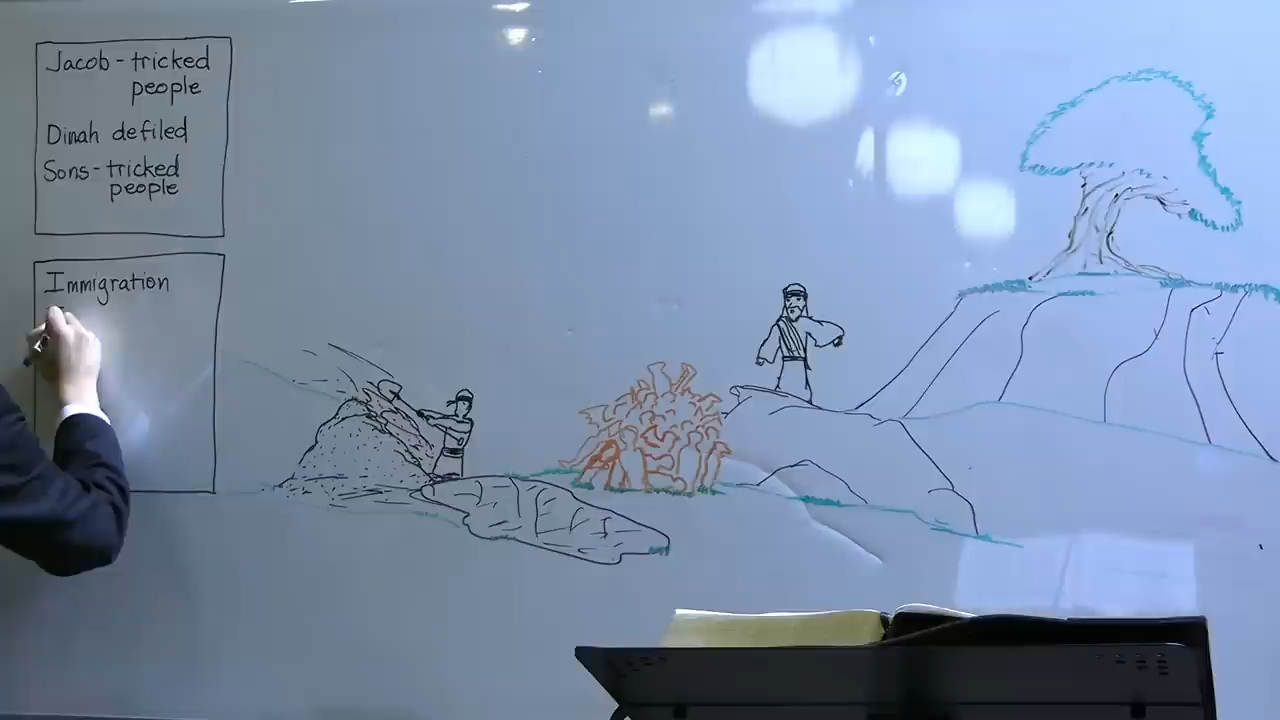 Jacob - tricked
people
Dinah defiled
Sons - tricked
people
Immigration